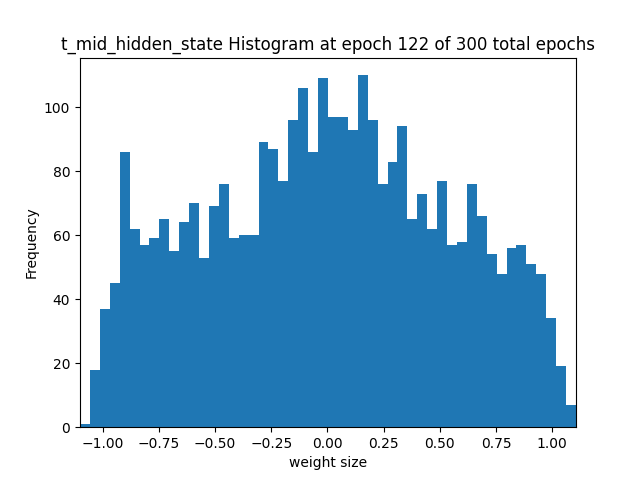 t_mid_hidden_state Histogram at epoch 122 of 300 total epochs
Frequency
100
80
60
40
20
0
−1.00 −0.75 −0.50 −0.25 0.00 0.25 0.50 0.75 1.00
weight size